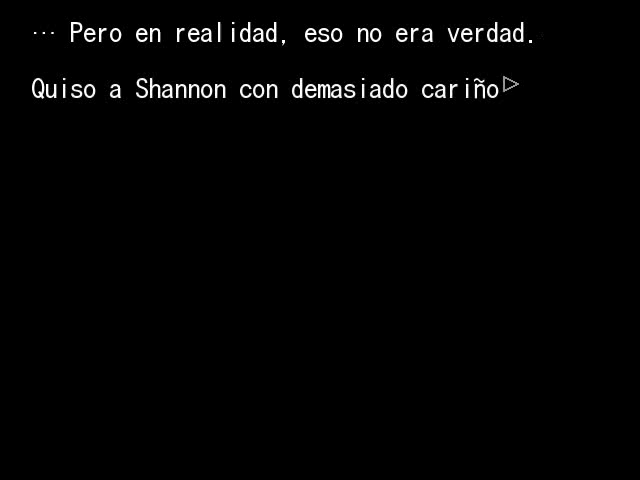 … Pero en realidad, eso no era verdad.
Quiso a Shannon con demasiado cariño